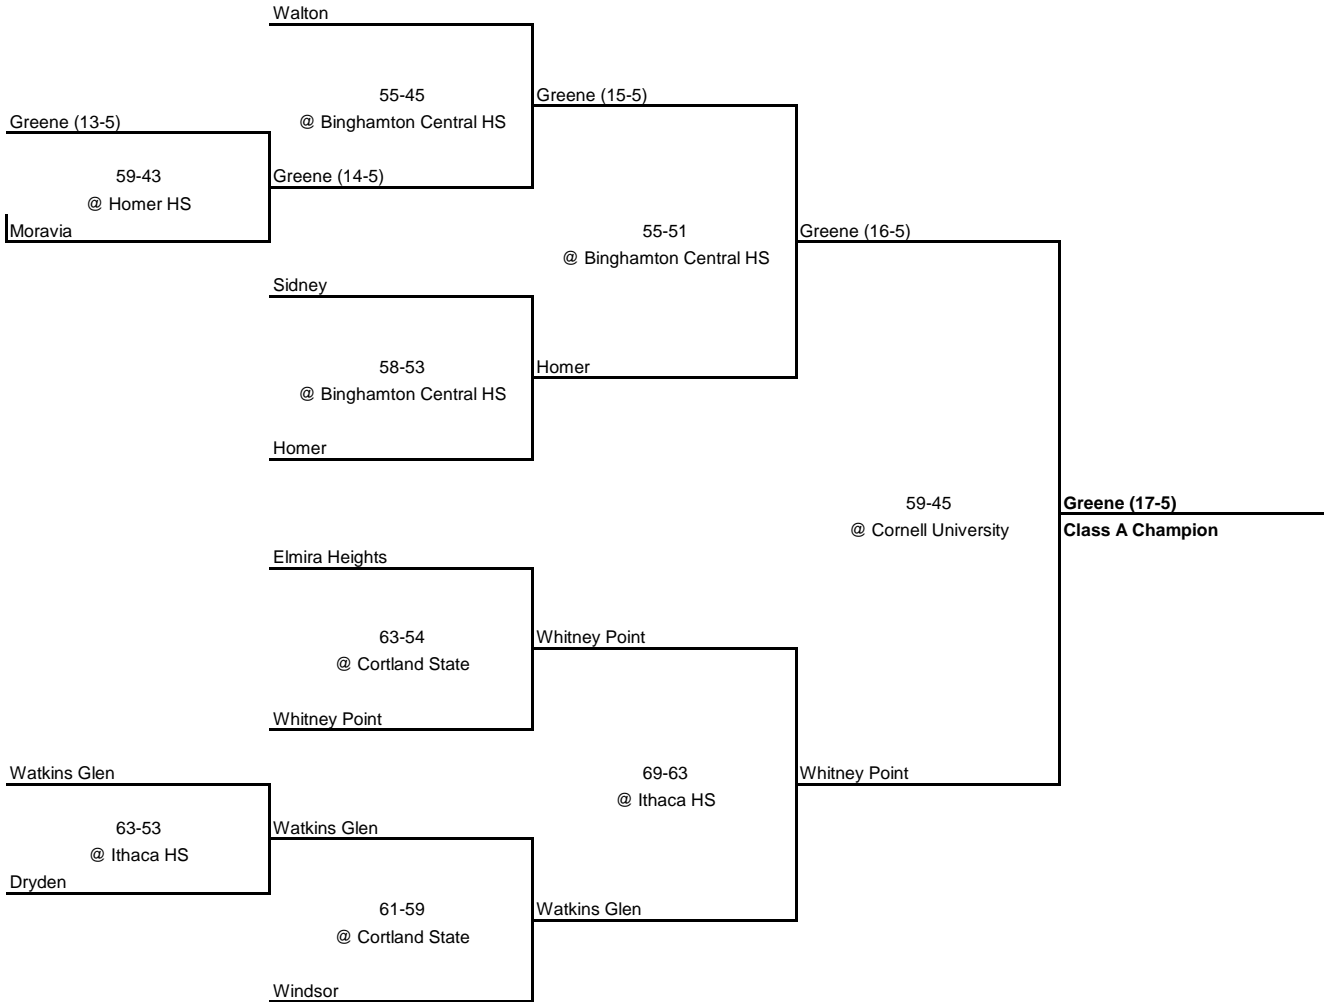 Walton
55-45
@ Binghamton Central HS
Greene (15-5)
Greene (13-5)
59-43
@ Homer HS
Greene (14-5)
Moravia
55-51
@ Binghamton Central HS
Greene (16-5)
Sidney
58-53
@ Binghamton Central HS
Homer
Homer
59-45
@ Cornell University
Greene (17-5)
Class A Champion
Elmira Heights
63-54
@ Cortland State
Whitney Point
Whitney Point
Watkins Glen
69-63
@ Ithaca HS
Whitney Point
63-53
@ Ithaca HS
Watkins Glen
Dryden
61-59
@ Cortland State
Watkins Glen
Windsor